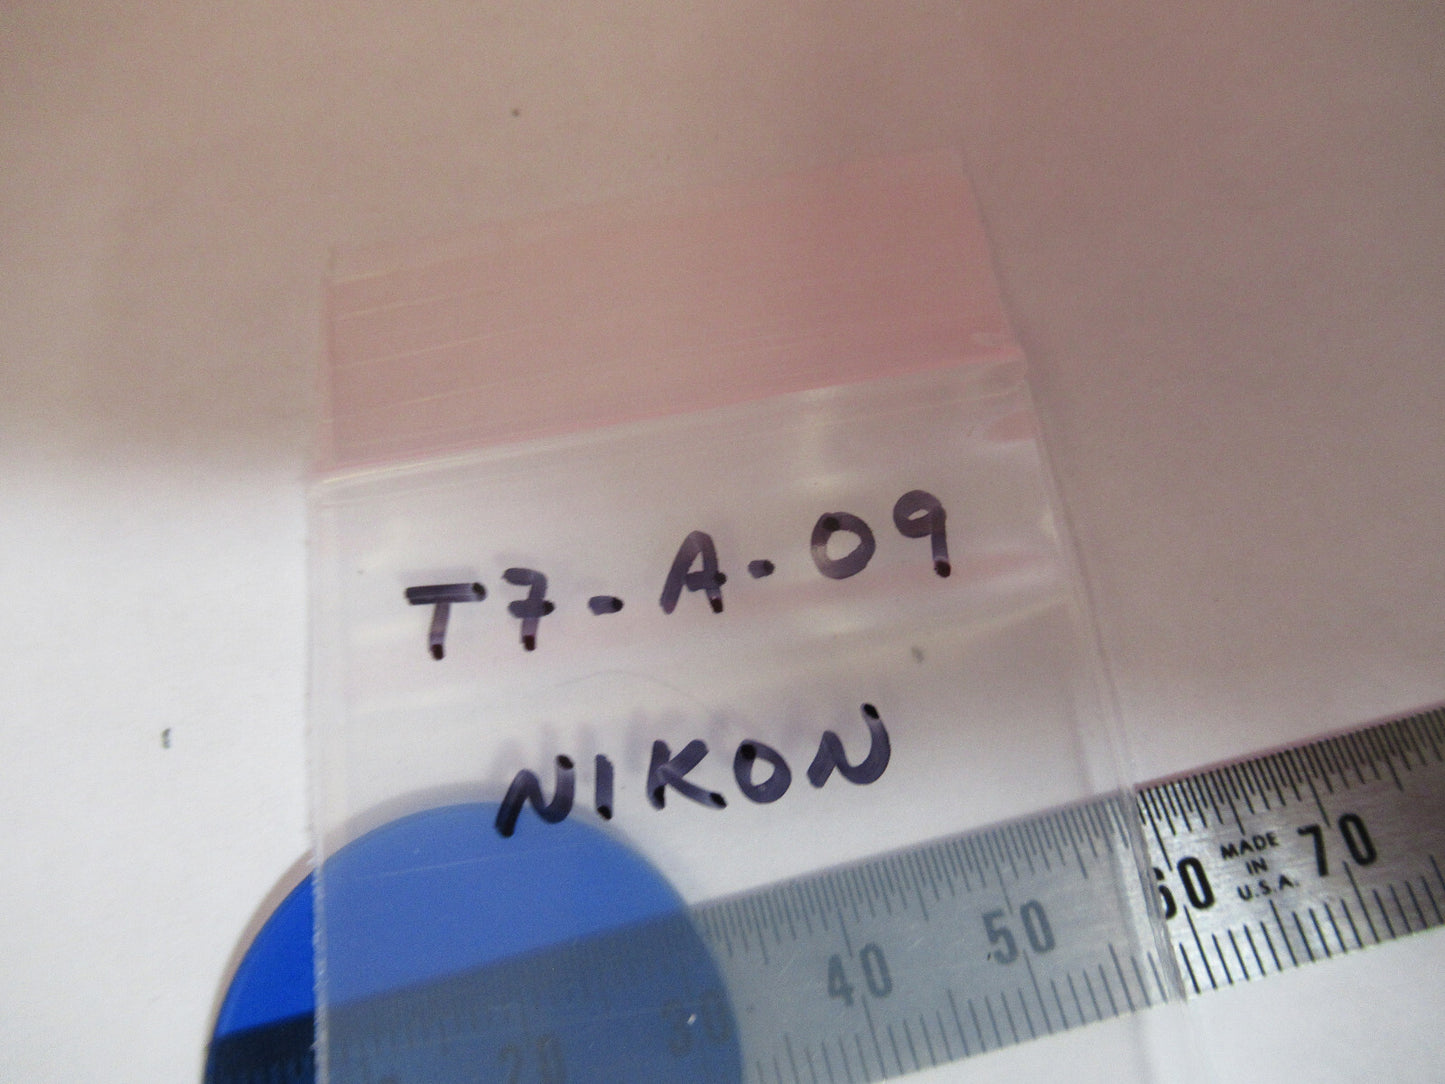 T7-A-09
NIKON
20 30 40 50 60 70
MADE
IN
U.S.A.